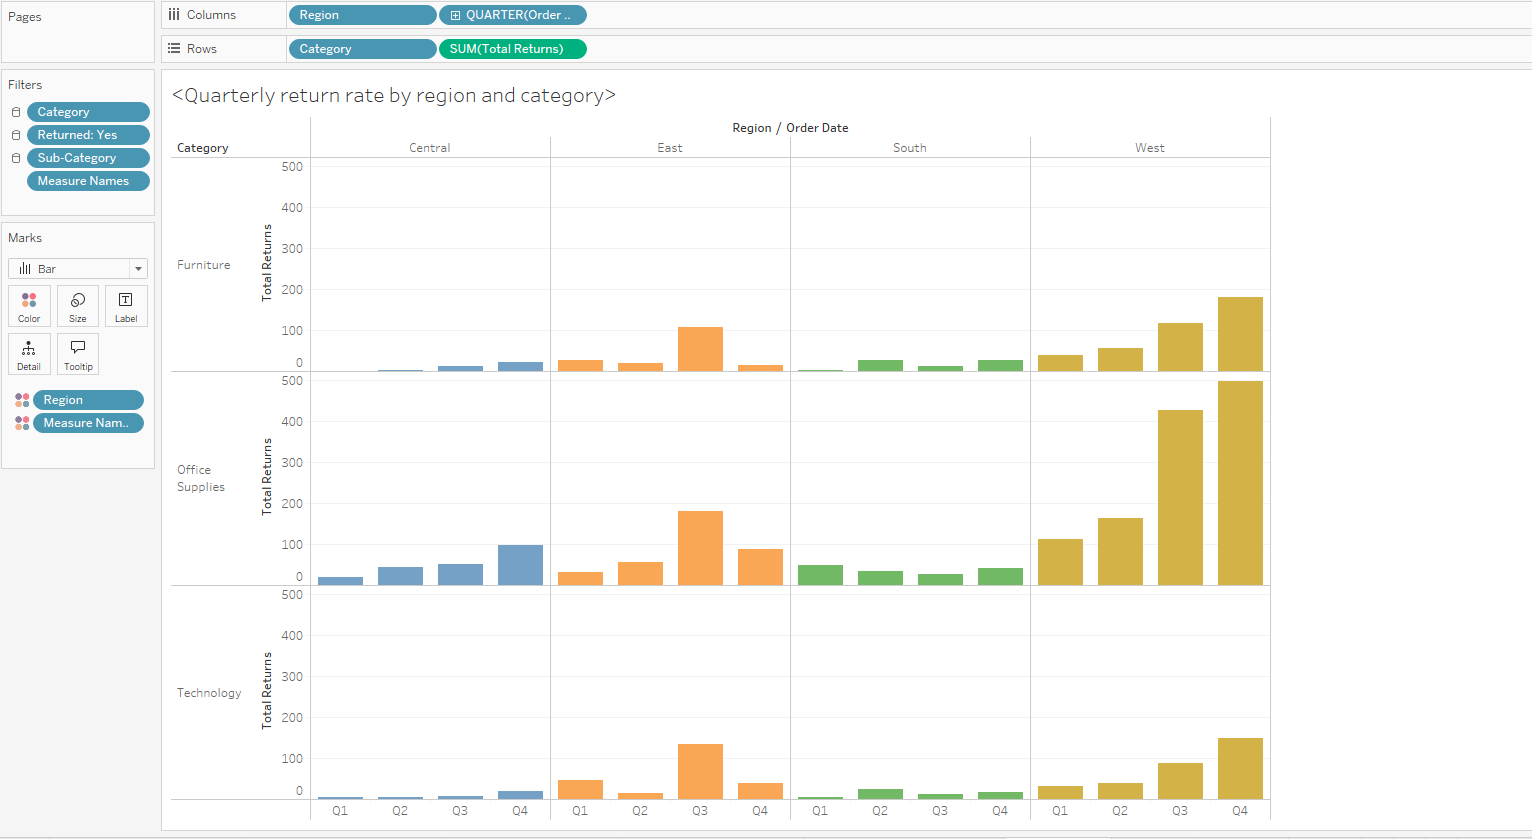 Pages
Columns
Region
QUARTER(Order ..
Rows
Category
SUM(Total Returns)
Filters
Category
Returned: Yes
Sub-Category
Measure Names
Marks
Bar
Color
Size
Label
Detail
Tooltip
Region
Measure Nam..
<Quarterly return rate by region and category>
Region / Order Date
Category
Central
East
South
West
Furniture
Total Returns
500
400
300
200
100
0
Office
Supplies
Total Returns
500
400
300
200
100
0
Technology
Total Returns
500
400
300
200
100
0
Q1 Q2 Q3 Q4 Q1 Q2 Q3 Q4 Q1 Q2 Q3 Q4 Q1 Q2 Q3 Q4